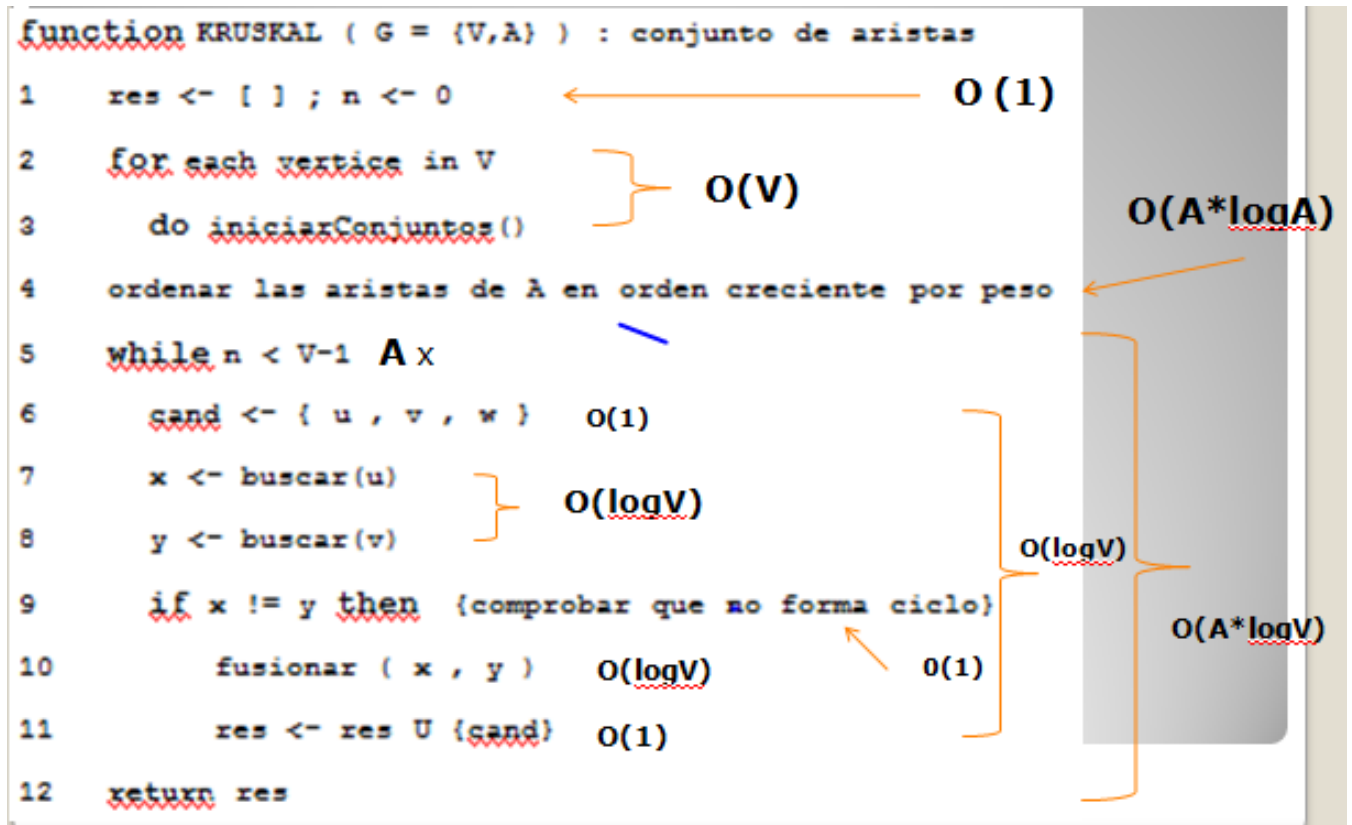 function KRUSKAL ( G = {V,A} ) : conjunto de aristas
1 res <- [ ] ; n <- 0 O (1)
2 for each vertice in V
O(V)
3 do iniciarConjuntos()
O(A*logA)
4 ordenar las aristas de A en orden creciente por peso
5 while n < V-1 A x
6 cand <- { u , v , w } O(1)
7 x <- buscar(u)
O(logV)
8 y <- buscar(v)
O(logV)
9 if x != y then {comprobar que no forma ciclo}
O(A*logV)
10 fusionar ( x , y ) O(logV) 0(1)
11 res <- res U {cand} O(1)
12 return res